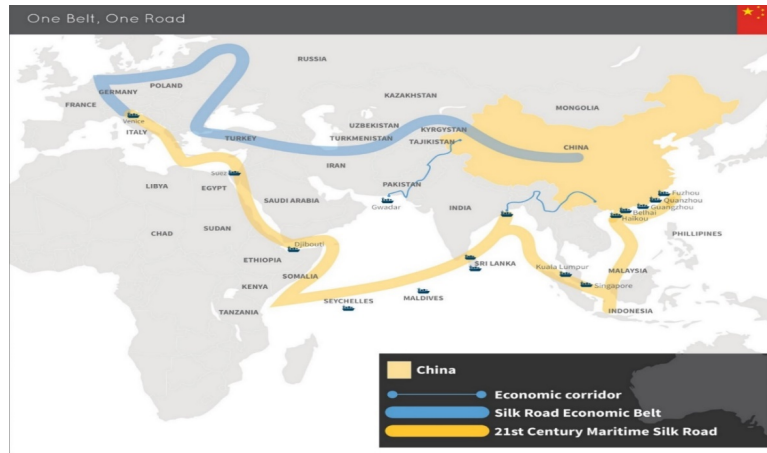 One Belt, One Road
RUSSIA
GERMANY
POLAND
FRANCE
KAZAKHSTAN
MONGOLIA
Venice
ITALY
UZBEKISTAN
KYRGYSTAN
TURKEY
TURKMENISTAN
TAJIKISTAN
CHINA
IRAN
Suez
PAKISTAN
LIBYA
EGYPT
SAUDI ARABIA
Gwadar
INDIA
Fuzhou
Quanzhou
Guangzhou
Beihai
Haikou
CHAD
SUDAN
Djibouti
PHILLIPINES
ETHIOPIA
SRI LANKA
Kuala Lumpur
MALAYSIA
SOMALIA
KENYA
Singapore
SEYCHELLES
MALDIVES
TANZANIA
INDONESIA
China
Economic corridor
Silk Road Economic Belt
21st Century Maritime Silk Road